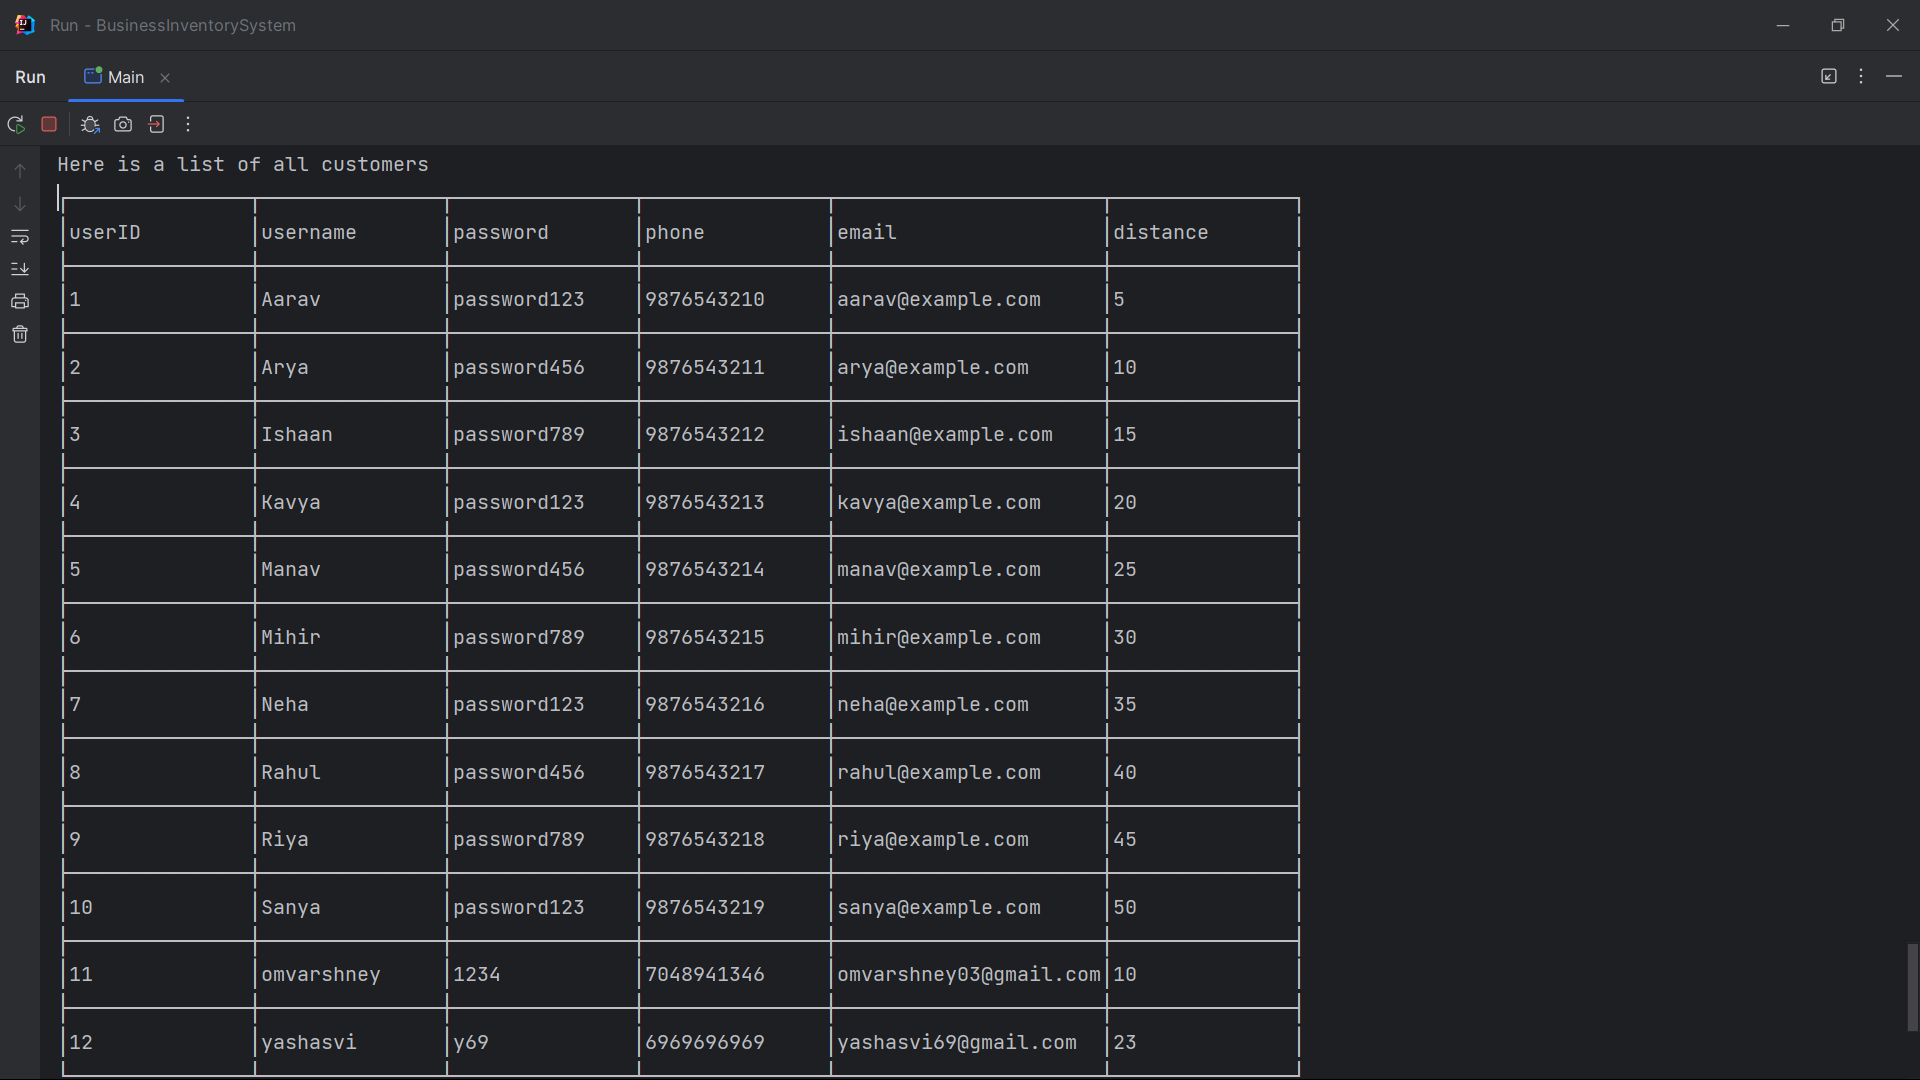 Run - BusinessInventorySystem
Run Main
Here is a list of all customers
userID username password phone email distance
1 Aarav password123 9876543210 aarav@example.com 5
2 Arya password456 9876543211 arya@example.com 10
3 Ishaan password789 9876543212 ishaan@example.com 15
4 Kavya password123 9876543213 kavya@example.com 20
5 Manav password456 9876543214 manav@example.com 25
6 Mihir password789 9876543215 mihir@example.com 30
7 Neha password123 9876543216 neha@example.com 35
8 Rahul password456 9876543217 rahul@example.com 40
9 Riya password789 9876543218 riya@example.com 45
10 Sanya password123 9876543219 sanya@example.com 50
11 omvarshney 1234 7048941346 omvarshney03@gmail.com 10
12 yashasvi y69 6969696969 yashasvi69@gmail.com 23